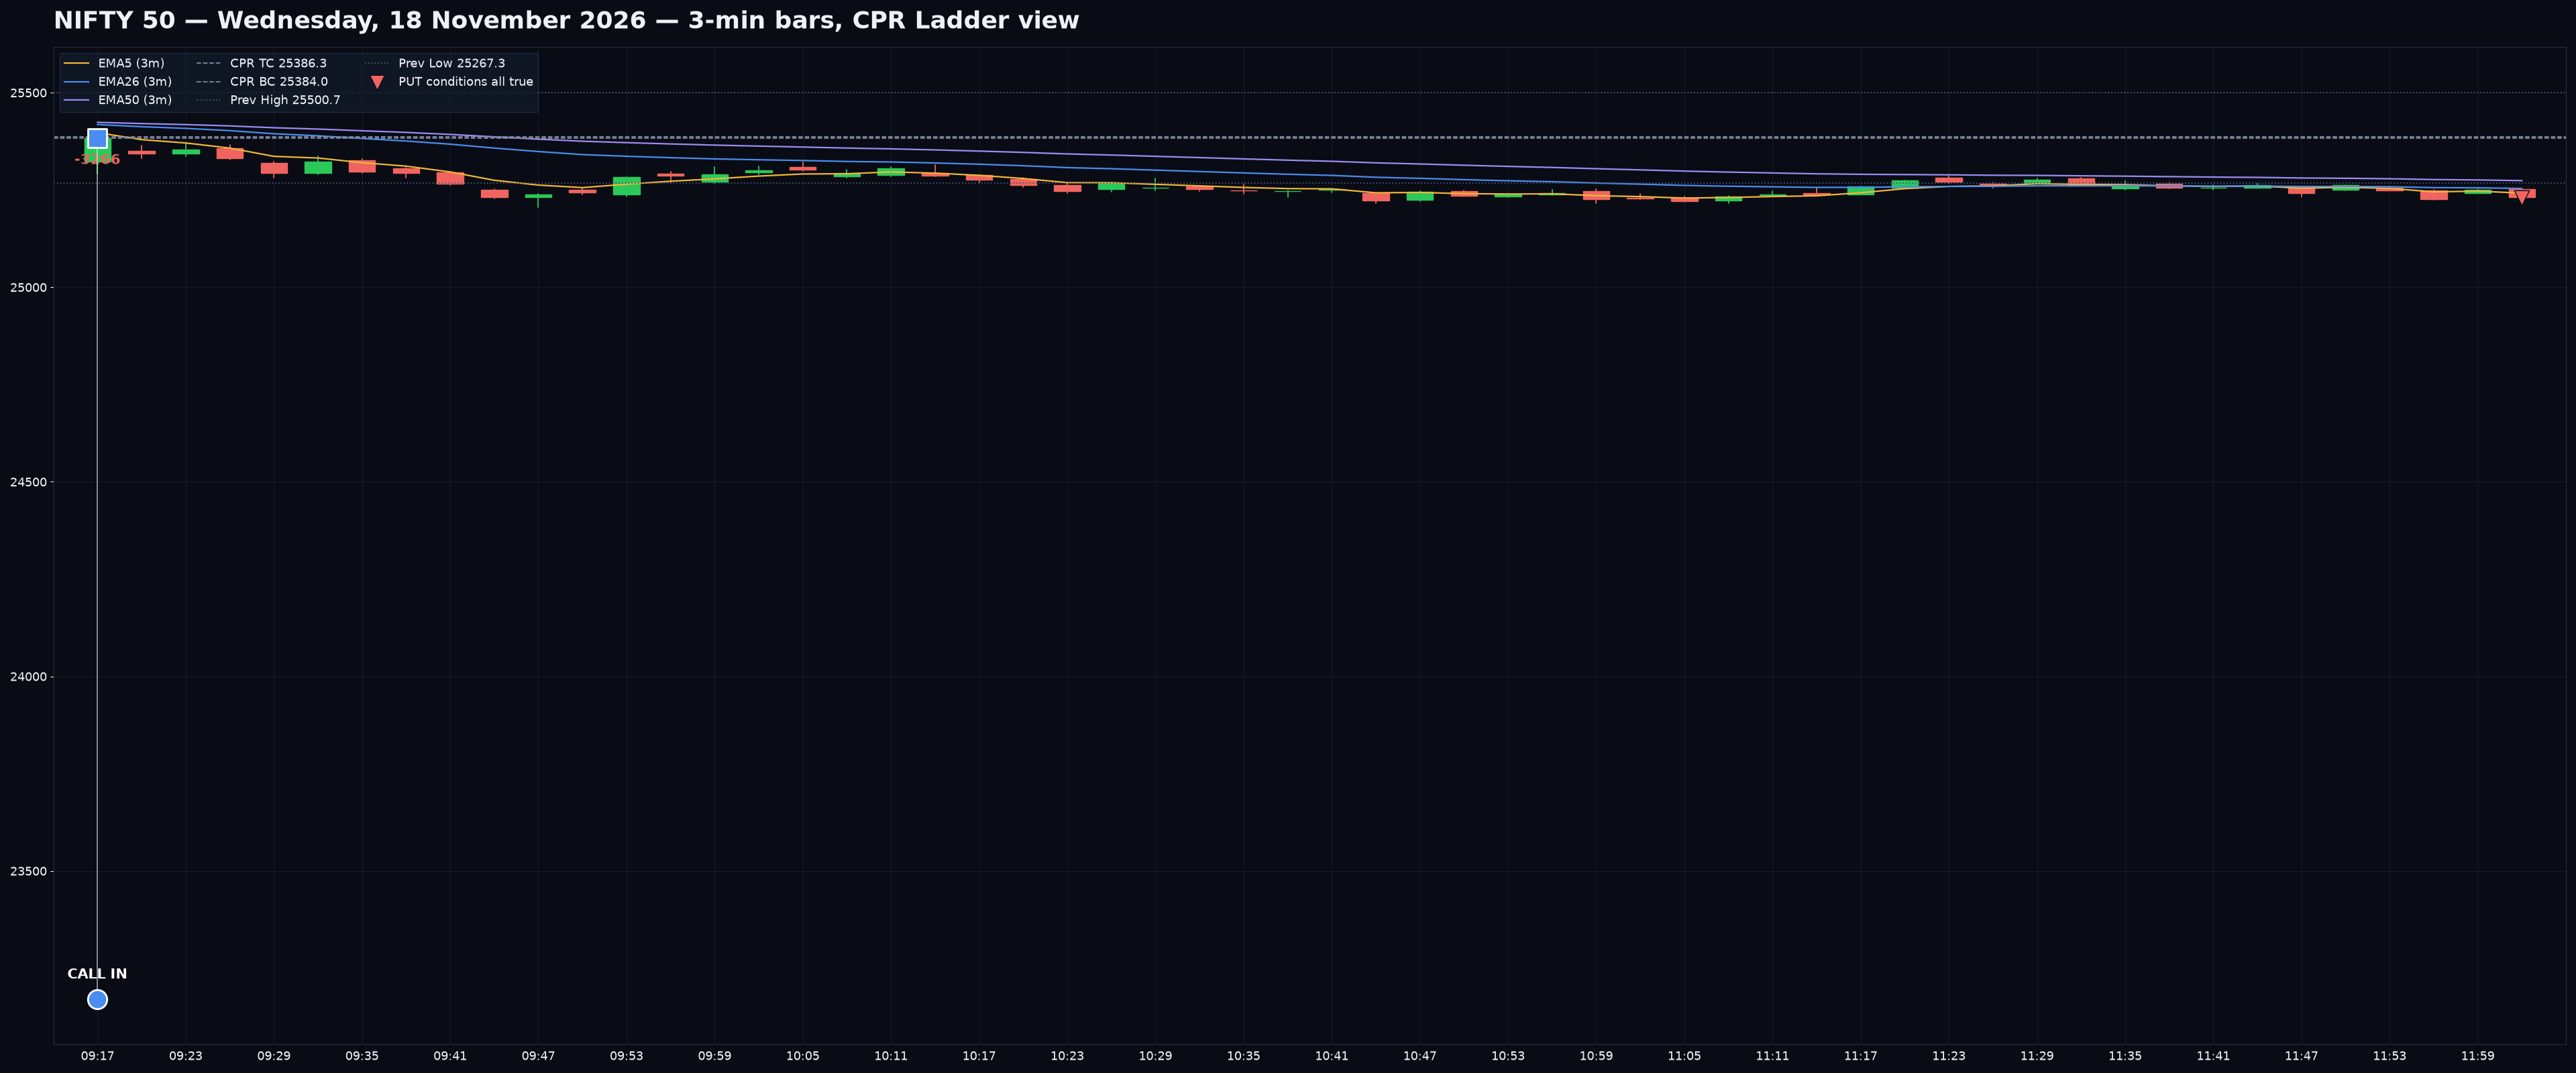 NIFTY 50 — Wednesday, 18 November 2026 — 3-min bars, CPR Ladder view
EMA5 (3m)
EMA26 (3m)
EMA50 (3m)
CPR TC 25386.3
CPR BC 25384.0
Prev High 25500.7
Prev Low 25267.3
PUT conditions all true
25500
25000
24500
24000
23500
-3266
CALL IN
09:17 09:23 09:29 09:35 09:41 09:47 09:53 09:59 10:05 10:11 10:17 10:23 10:29 10:35 10:41 10:47 10:53 10:59 11:05 11:11 11:17 11:23 11:29 11:35 11:41 11:47 11:53 11:59